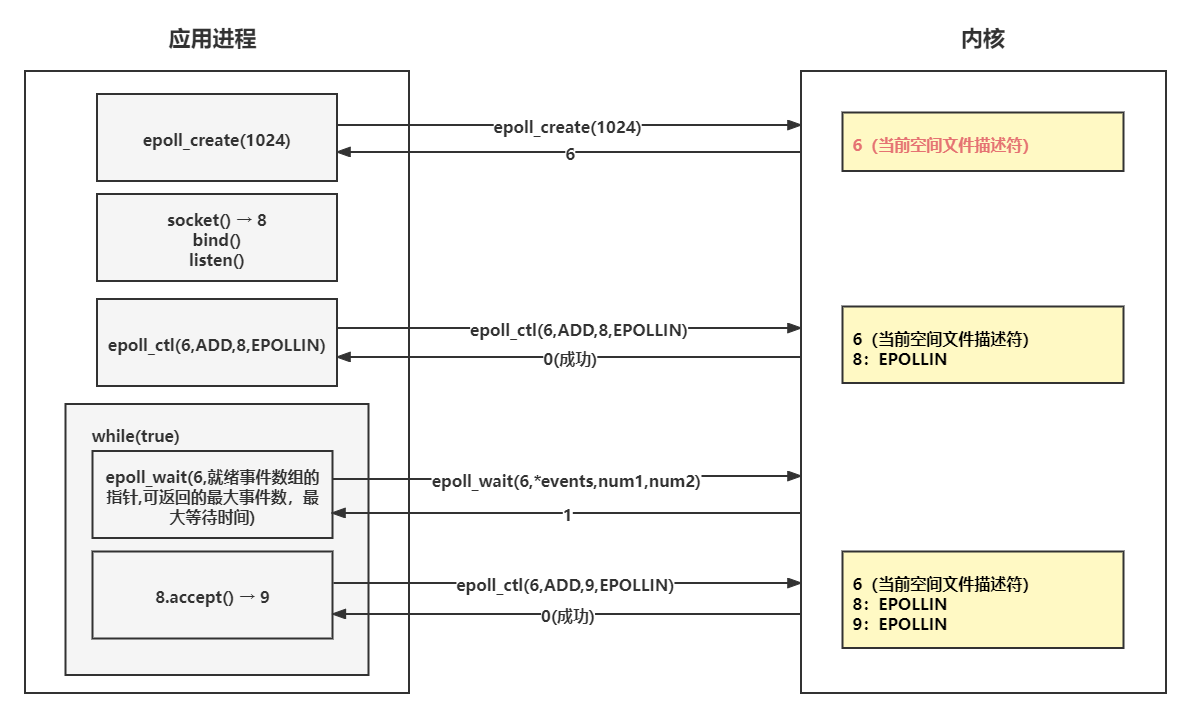 应用进程
内核
epoll_create(1024)
epoll_create(1024)
6
6（当前空间文件描述符)
socket() → 8
bind()
listen()
epoll_ctl(6,ADD,8,EPOLLIN)
epoll_ctl(6,ADD,8,EPOLLIN)
0(成功)
6（当前空间文件描述符)
8：EPOLLIN
while(true)
epoll_wait(6,就绪事件数组的
指针,可返回的最大事件数，最
大等待时间)
epoll_wait(6,*events,num1,num2)
1
8.accept() → 9
epoll_ctl(6,ADD,9,EPOLLIN)
0(成功)
6（当前空间文件描述符)
8：EPOLLIN
9：EPOLLIN